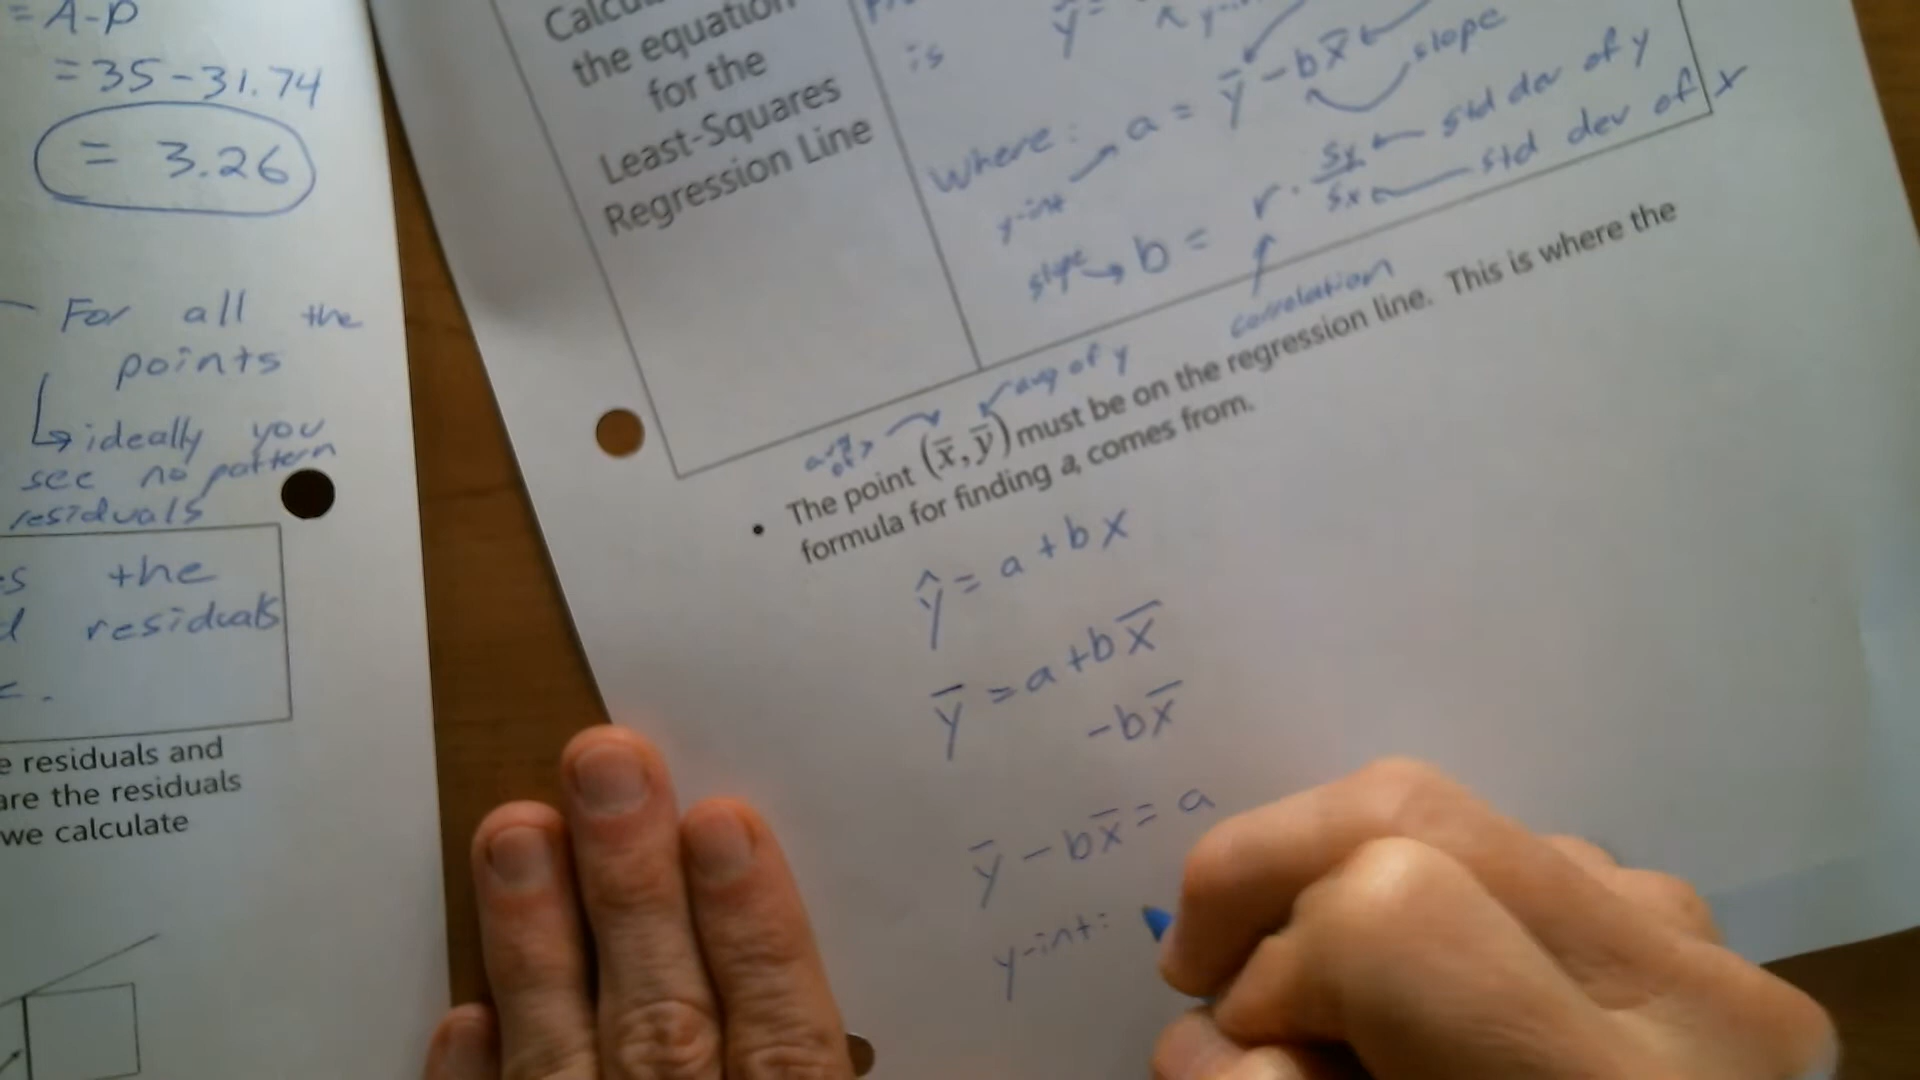 = A-P
= 35 - 31.74
= 3.26
For all the
points
↳ ideally you
see no pattern
residuals
the
residuals
residuals and
are the residuals
we calculate
the equation
for the
Least-Squares
Regression Line
is
Where: a = y̅ - bx̅ slope
y-int
slope → b = r · sy/sx
std dev of y
std dev of x
correlation
avg of y
• The point (x̅, y̅) must be on the regression line. This is where the
formula for finding a, comes from.
ŷ = a + bx
y̅ = a + bx̅
-bx̅
y̅ - bx̅ = a
y-int: